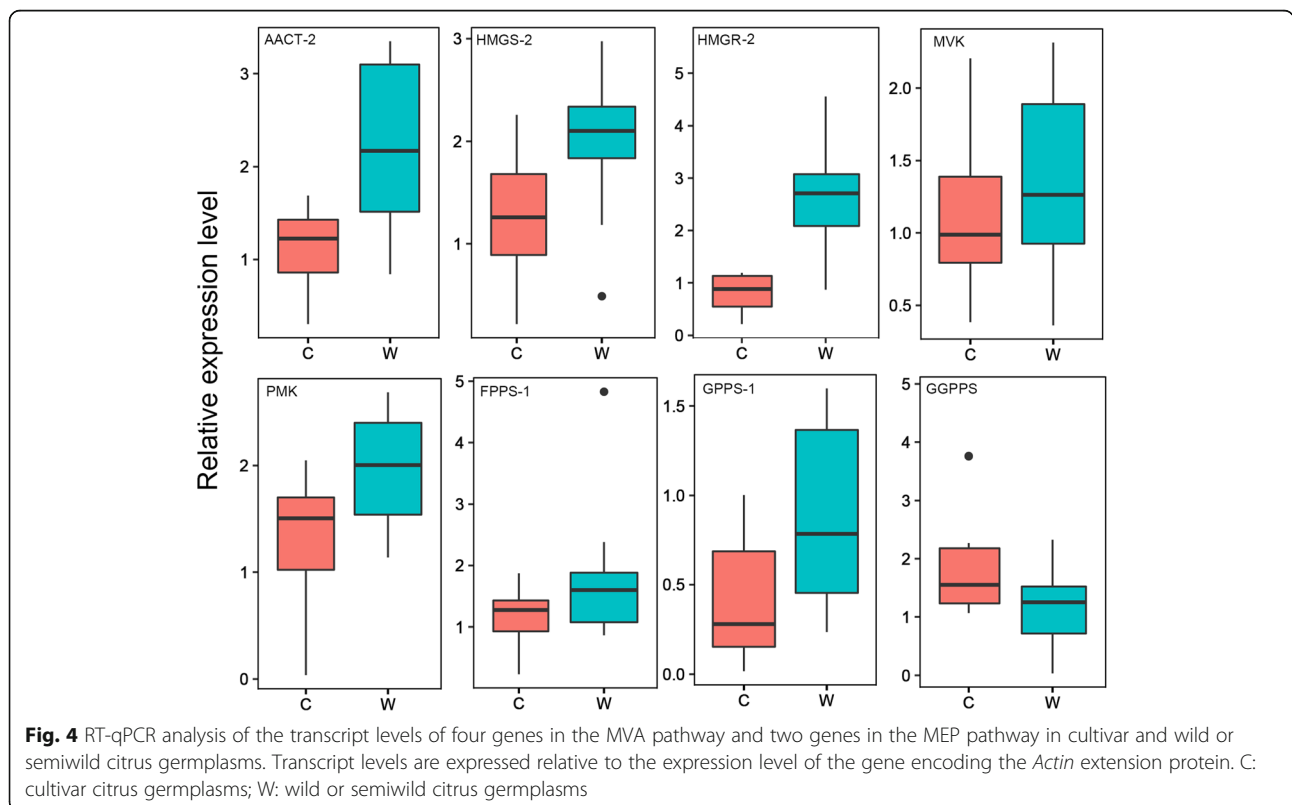 AACT-2
HMGS-2
HMGR-2
MVK
Relative expression level
3
2
1
3
2
1
5
4
3
2
1
0
2.0
1.5
1.0
0.5
C W
C W
C W
C W
PMK
FPPS-1
GPPS-1
GGPPS
2
1
0
5
4
3
2
1
1.5
1.0
0.5
0.0
5
4
3
2
1
0
C W
C W
C W
C W
Fig. 4 RT-qPCR analysis of the transcript levels of four genes in the MVA pathway and two genes in the MEP pathway in cultivar and wild or
semiwild citrus germplasms. Transcript levels are expressed relative to the expression level of the gene encoding the Actin extension protein. C:
cultivar citrus germplasms; W: wild or semiwild citrus germplasms